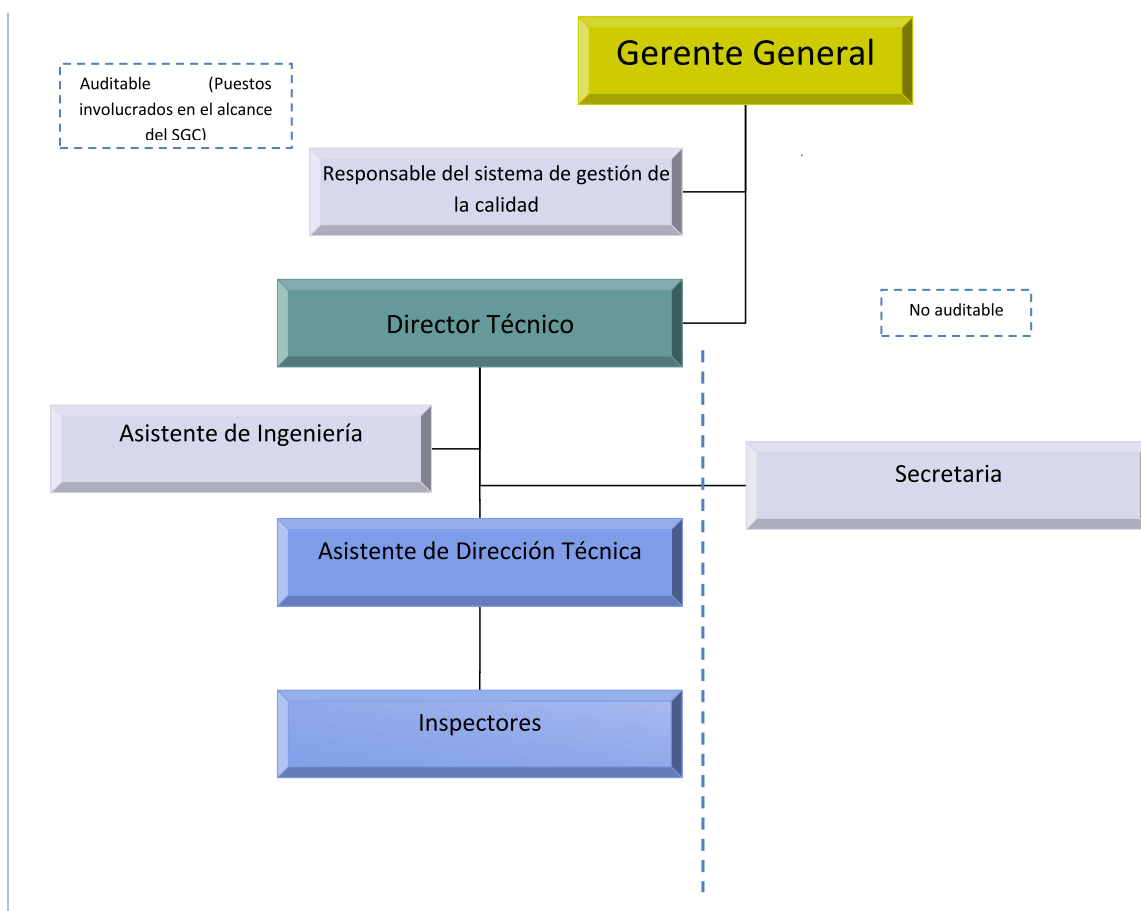 Gerente General
Auditable (Puestos
involucrados en el alcance
del SGC)
Responsable del sistema de gestión de
la calidad
Director Técnico
No auditable
Asistente de Ingeniería
Secretaria
Asistente de Dirección Técnica
Inspectores